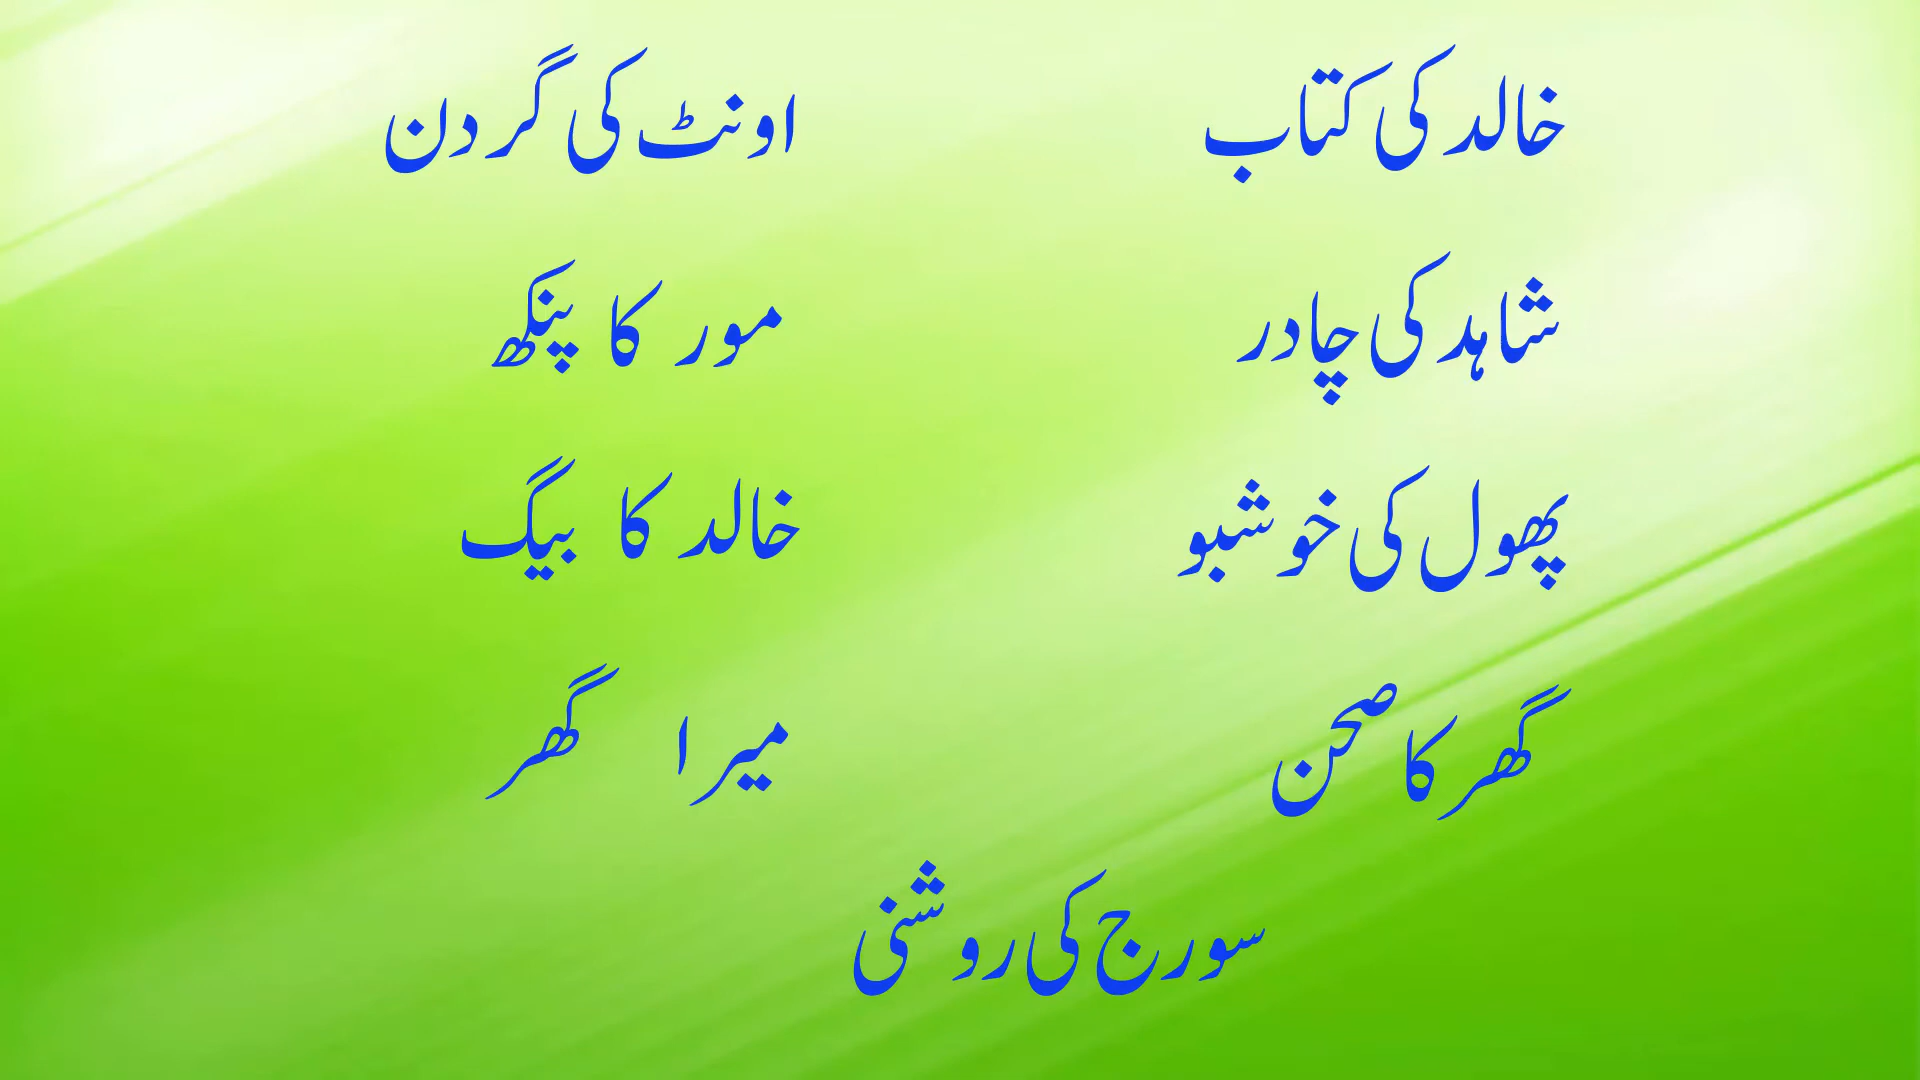 خالد کی کتاب
اونٹ کی گردن
شاہد کی چادر
مور کا پنکھ
پھول کی خوشبو
خالد کا بیگ
گھر کا صحن
میرا گھر
سورج کی روشنی